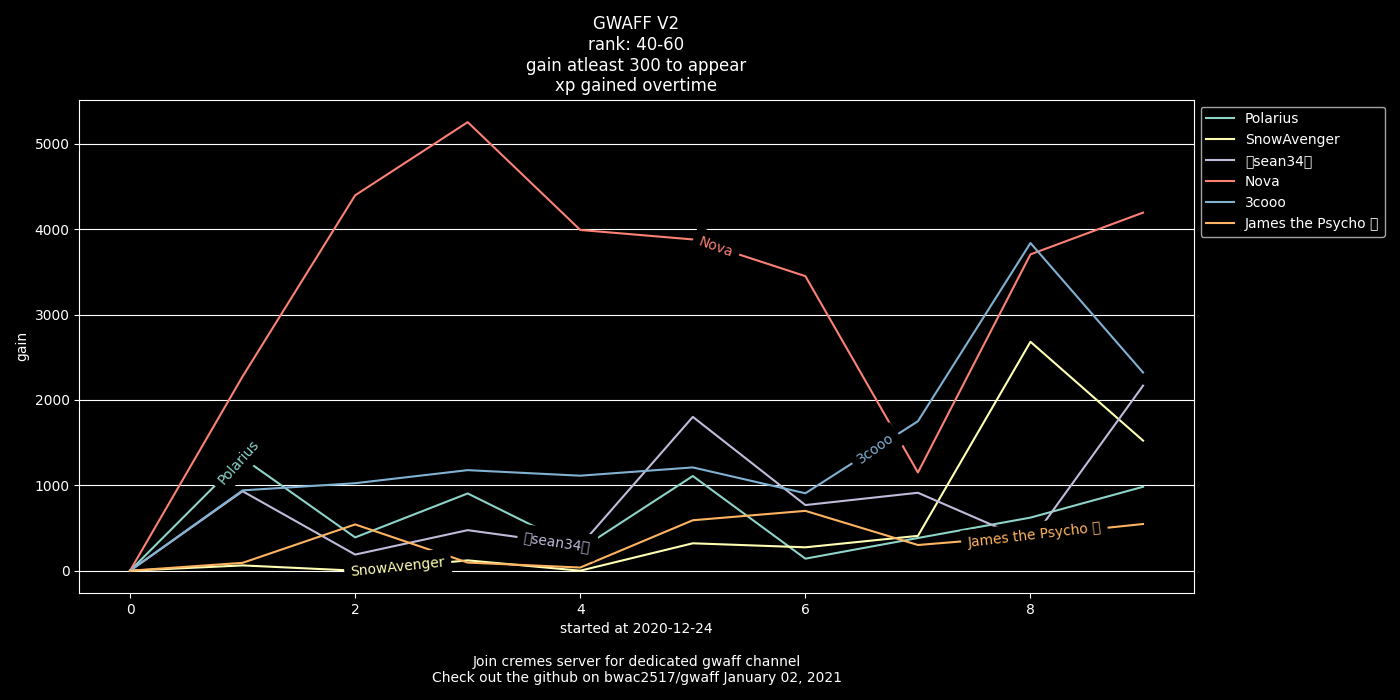 GWAFF V2
rank: 40-60
gain atleast 300 to appear
xp gained overtime
Polarius
SnowAvenger
sean34
Nova
3cooo
James the Psycho
5000
4000
3000
2000
1000
0
gain
Polarius
SnowAvenger
sean34
Nova
3cooo
James the Psycho
0
2
4
6
8
started at 2020-12-24
Join cremes server for dedicated gwaff channel
Check out the github on bwac2517/gwaff January 02, 2021